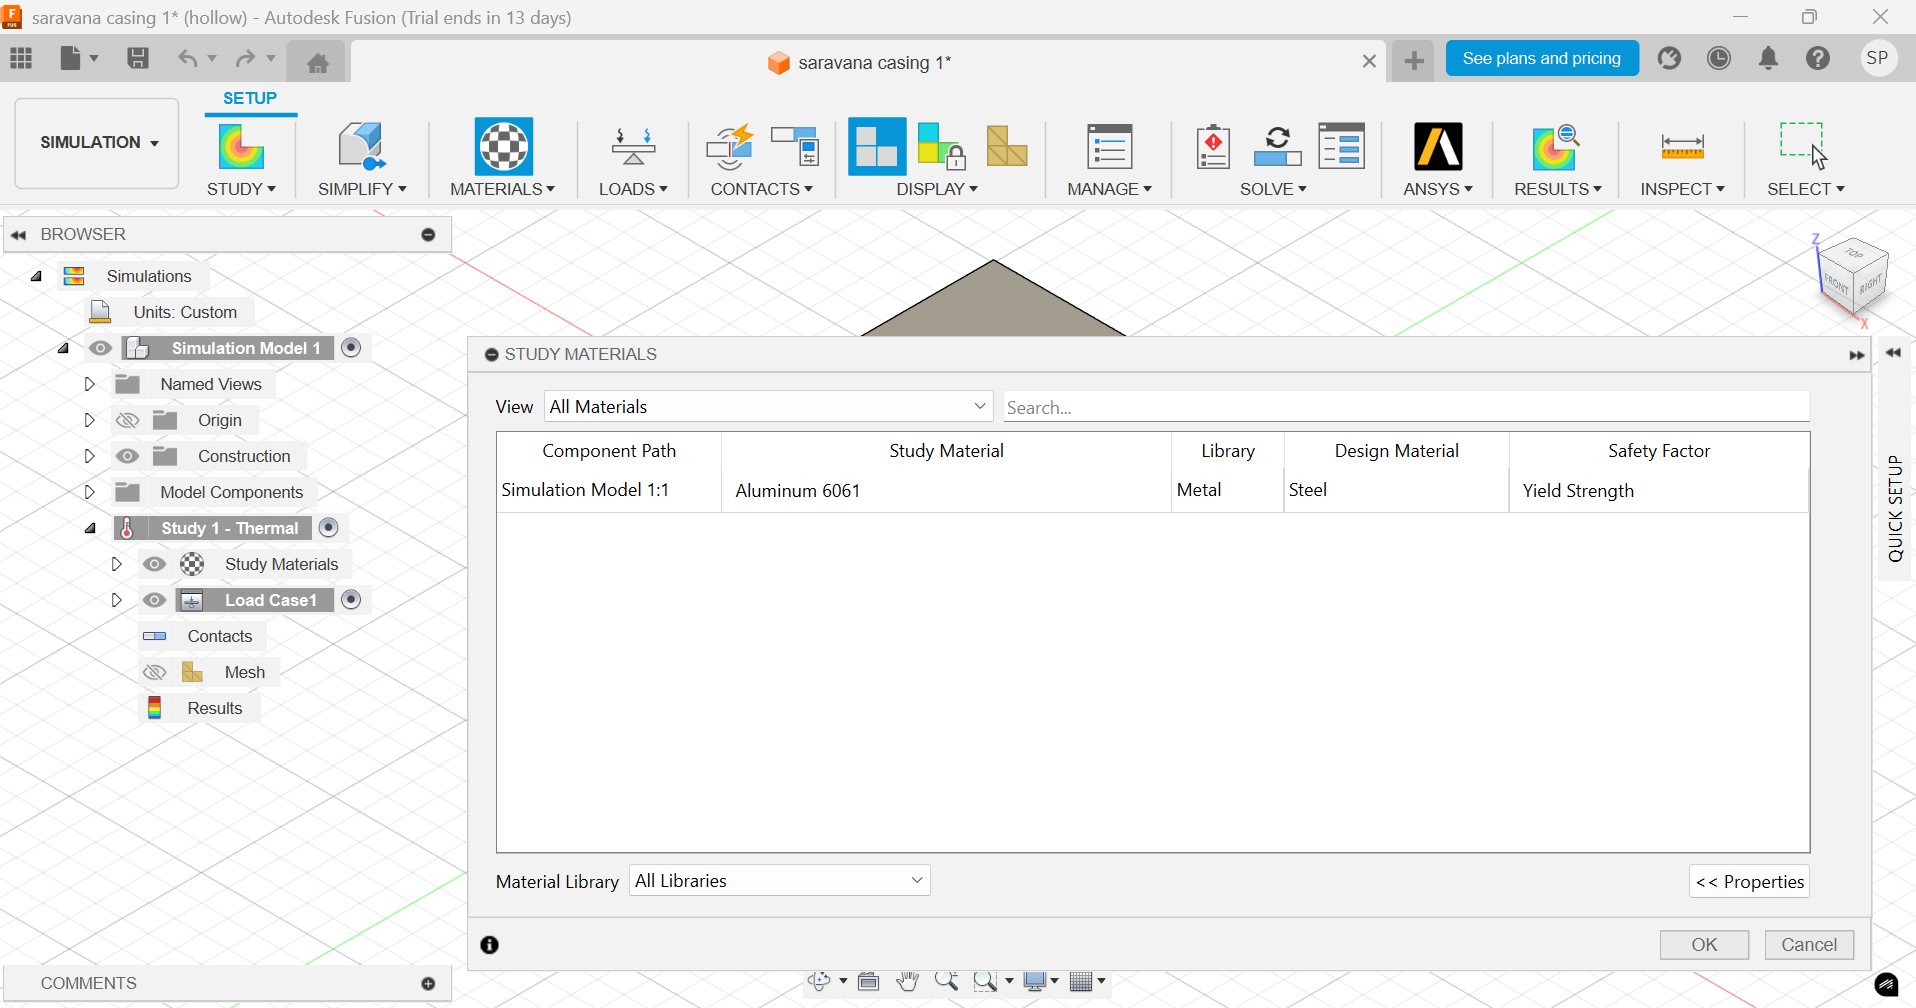 saravana casing 1* (hollow) - Autodesk Fusion (Trial ends in 13 days)
saravana casing 1*
See plans and pricing
SP
SETUP
SIMULATION
STUDY
SIMPLIFY
MATERIALS
LOADS
CONTACTS
DISPLAY
MANAGE
SOLVE
ANSYS
RESULTS
INSPECT
SELECT
BROWSER
Simulations
Units: Custom
Simulation Model 1
Named Views
Origin
Construction
Model Components
Study 1 - Thermal
Study Materials
Load Case1
Contacts
Mesh
Results
Z
TOP
FRONT
RIGHT
X
STUDY MATERIALS
View All Materials Search...
Component Path Study Material Library Design Material Safety Factor
Simulation Model 1:1 Aluminum 6061 Metal Steel Yield Strength
QUICK SETUP
Material Library All Libraries << Properties
OK Cancel
COMMENTS